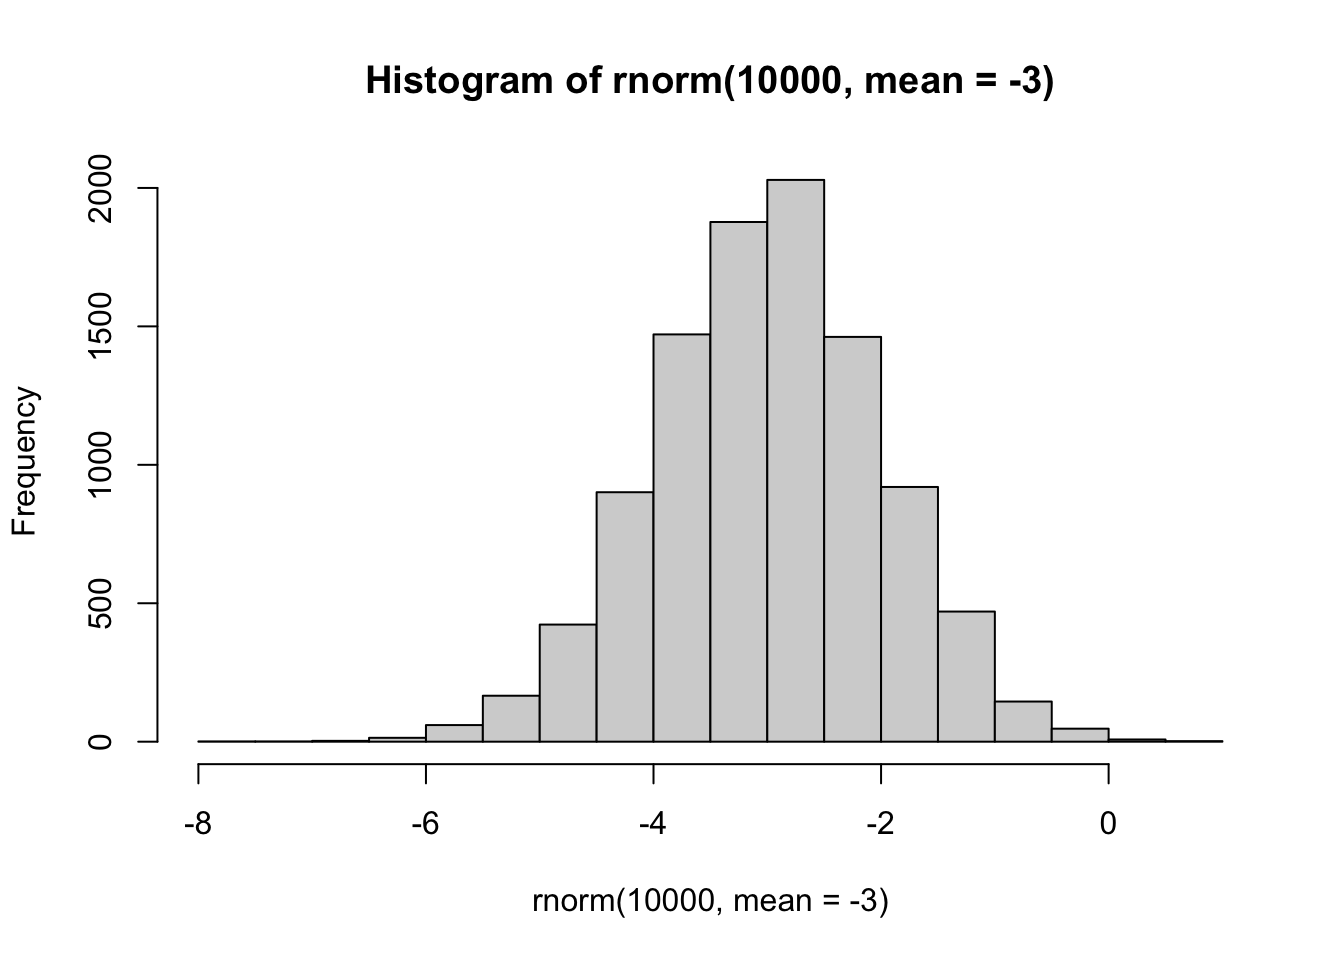 Histogram of rnorm(10000, mean = -3)
Frequency
2000
1500
1000
500
0
-8 -6 -4 -2 0
rnorm(10000, mean = -3)